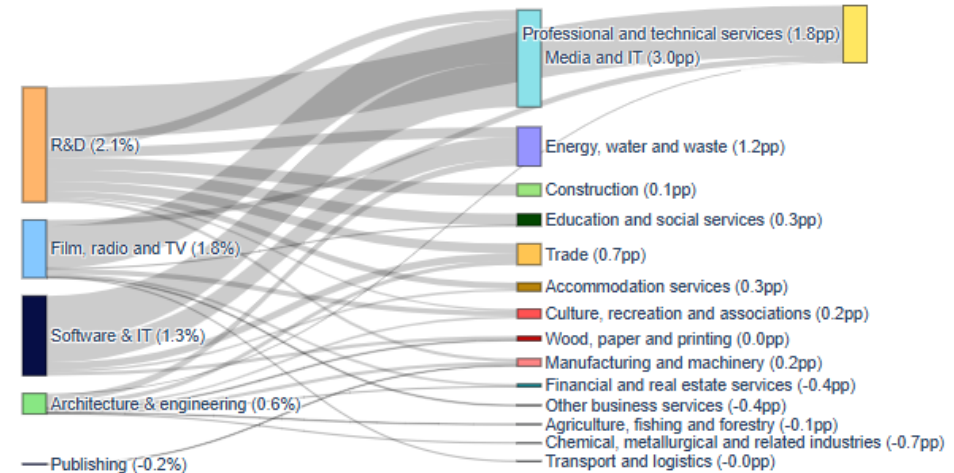 Professional and technical services (1.8pp)
Media and IT (3.0pp)
R&D (2.1%)
Energy, water and waste (1.2pp)
Construction (0.1pp)
Education and social services (0.3pp)
Film, radio and TV (1.8%)
Trade (0.7pp)
Accommodation services (0.3pp)
Culture, recreation and associations (0.2pp)
Software & IT (1.3%)
Wood, paper and printing (0.0pp)
Manufacturing and machinery (0.2pp)
Financial and real estate services (-0.4pp)
Architecture & engineering (0.6%)
Other business services (-0.4pp)
Agriculture, fishing and forestry (-0.1pp)
Chemical, metallurgical and related industries (-0.7pp)
Transport and logistics (-0.0pp)
Publishing (-0.2%)